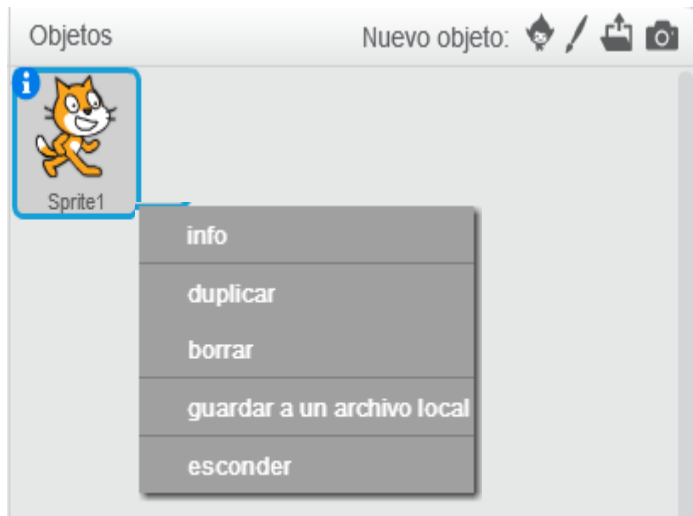 Objetos
Nuevo objeto:
i
Sprite1
info
duplicar
borrar
guardar a un archivo local
esconder